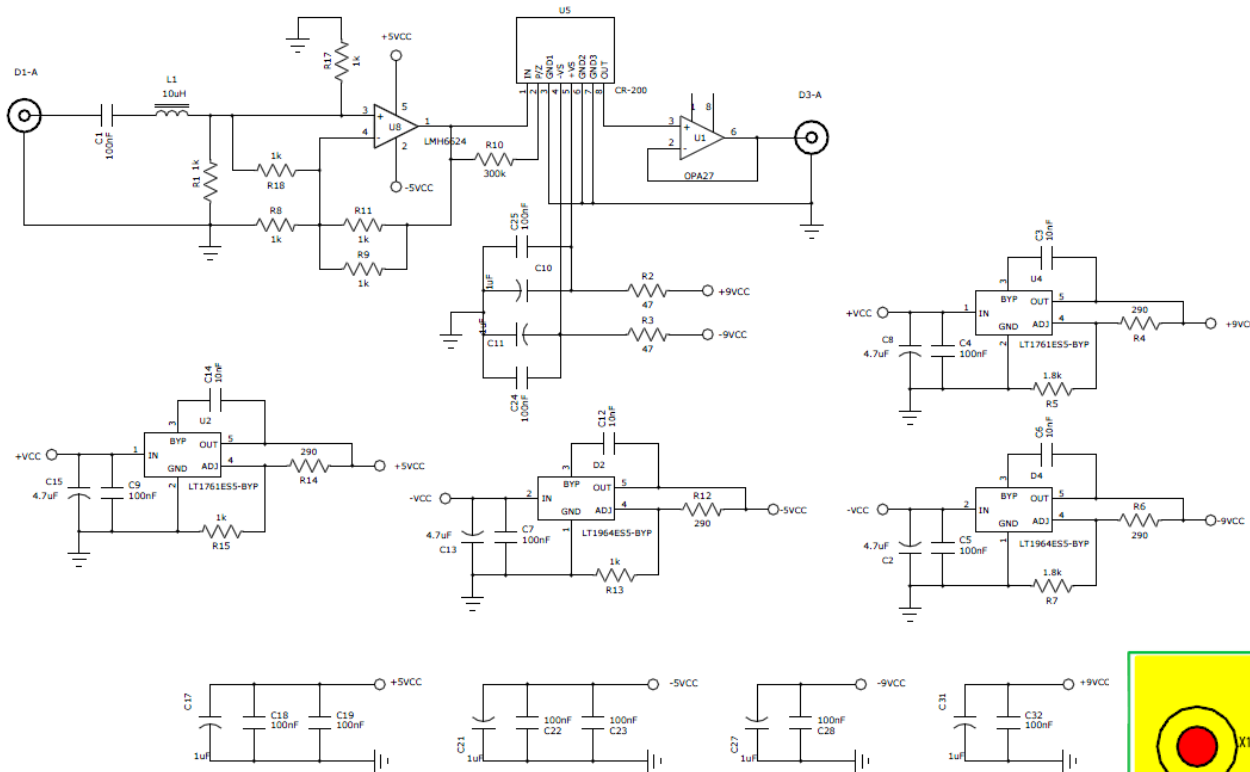 D1-A
C1
100nF
L1
10uH
R17
1k
+5VCC
3
4
5
2
1
+
-
U8
LMH6624
-5VCC
R1 1k
1k
R18
R8
1k
R11
1k
R9
1k
R10
300k
U5
IN
P/Z
GND1
-VS
+VS
GND2
GND3
OUT
1
2
3
4
5
6
7
8
CR-200
1
8
3
2
6
+
-
U1
OPA27
D3-A
C25
100nF
C10
1uF
1uF
C11
C24
100nF
R2
47
+9VCC
R3
47
-9VCC
C3
10nF
U4
3
BYP
OUT
5
+VCC
1
IN
GND
ADJ
4
2
LT1761ES5-BYP
C8
4.7uF
C4
100nF
290
R4
+9VCC
1.8k
R5
C14
10nF
U2
3
BYP
OUT
5
+VCC
1
IN
GND
ADJ
4
2
LT1761ES5-BYP
C15
4.7uF
C9
100nF
290
R14
+5VCC
1k
R15
C12
10nF
D2
3
BYP
OUT
5
-VCC
2
IN
GND
ADJ
4
1
LT1964ES5-BYP
4.7uF
C13
C7
100nF
R12
290
-5VCC
1k
R13
C6
10nF
D4
3
BYP
OUT
5
-VCC
2
IN
GND
ADJ
4
1
LT1964ES5-BYP
4.7uF
C2
C5
100nF
R6
290
-9VCC
1.8k
R7
C17
1uF
C18
100nF
C19
100nF
+5VCC
C21
1uF
100nF
C22
100nF
C23
-5VCC
C27
1uF
100nF
C28
-9VCC
C31
1uF
C32
100nF
+9VCC
X1